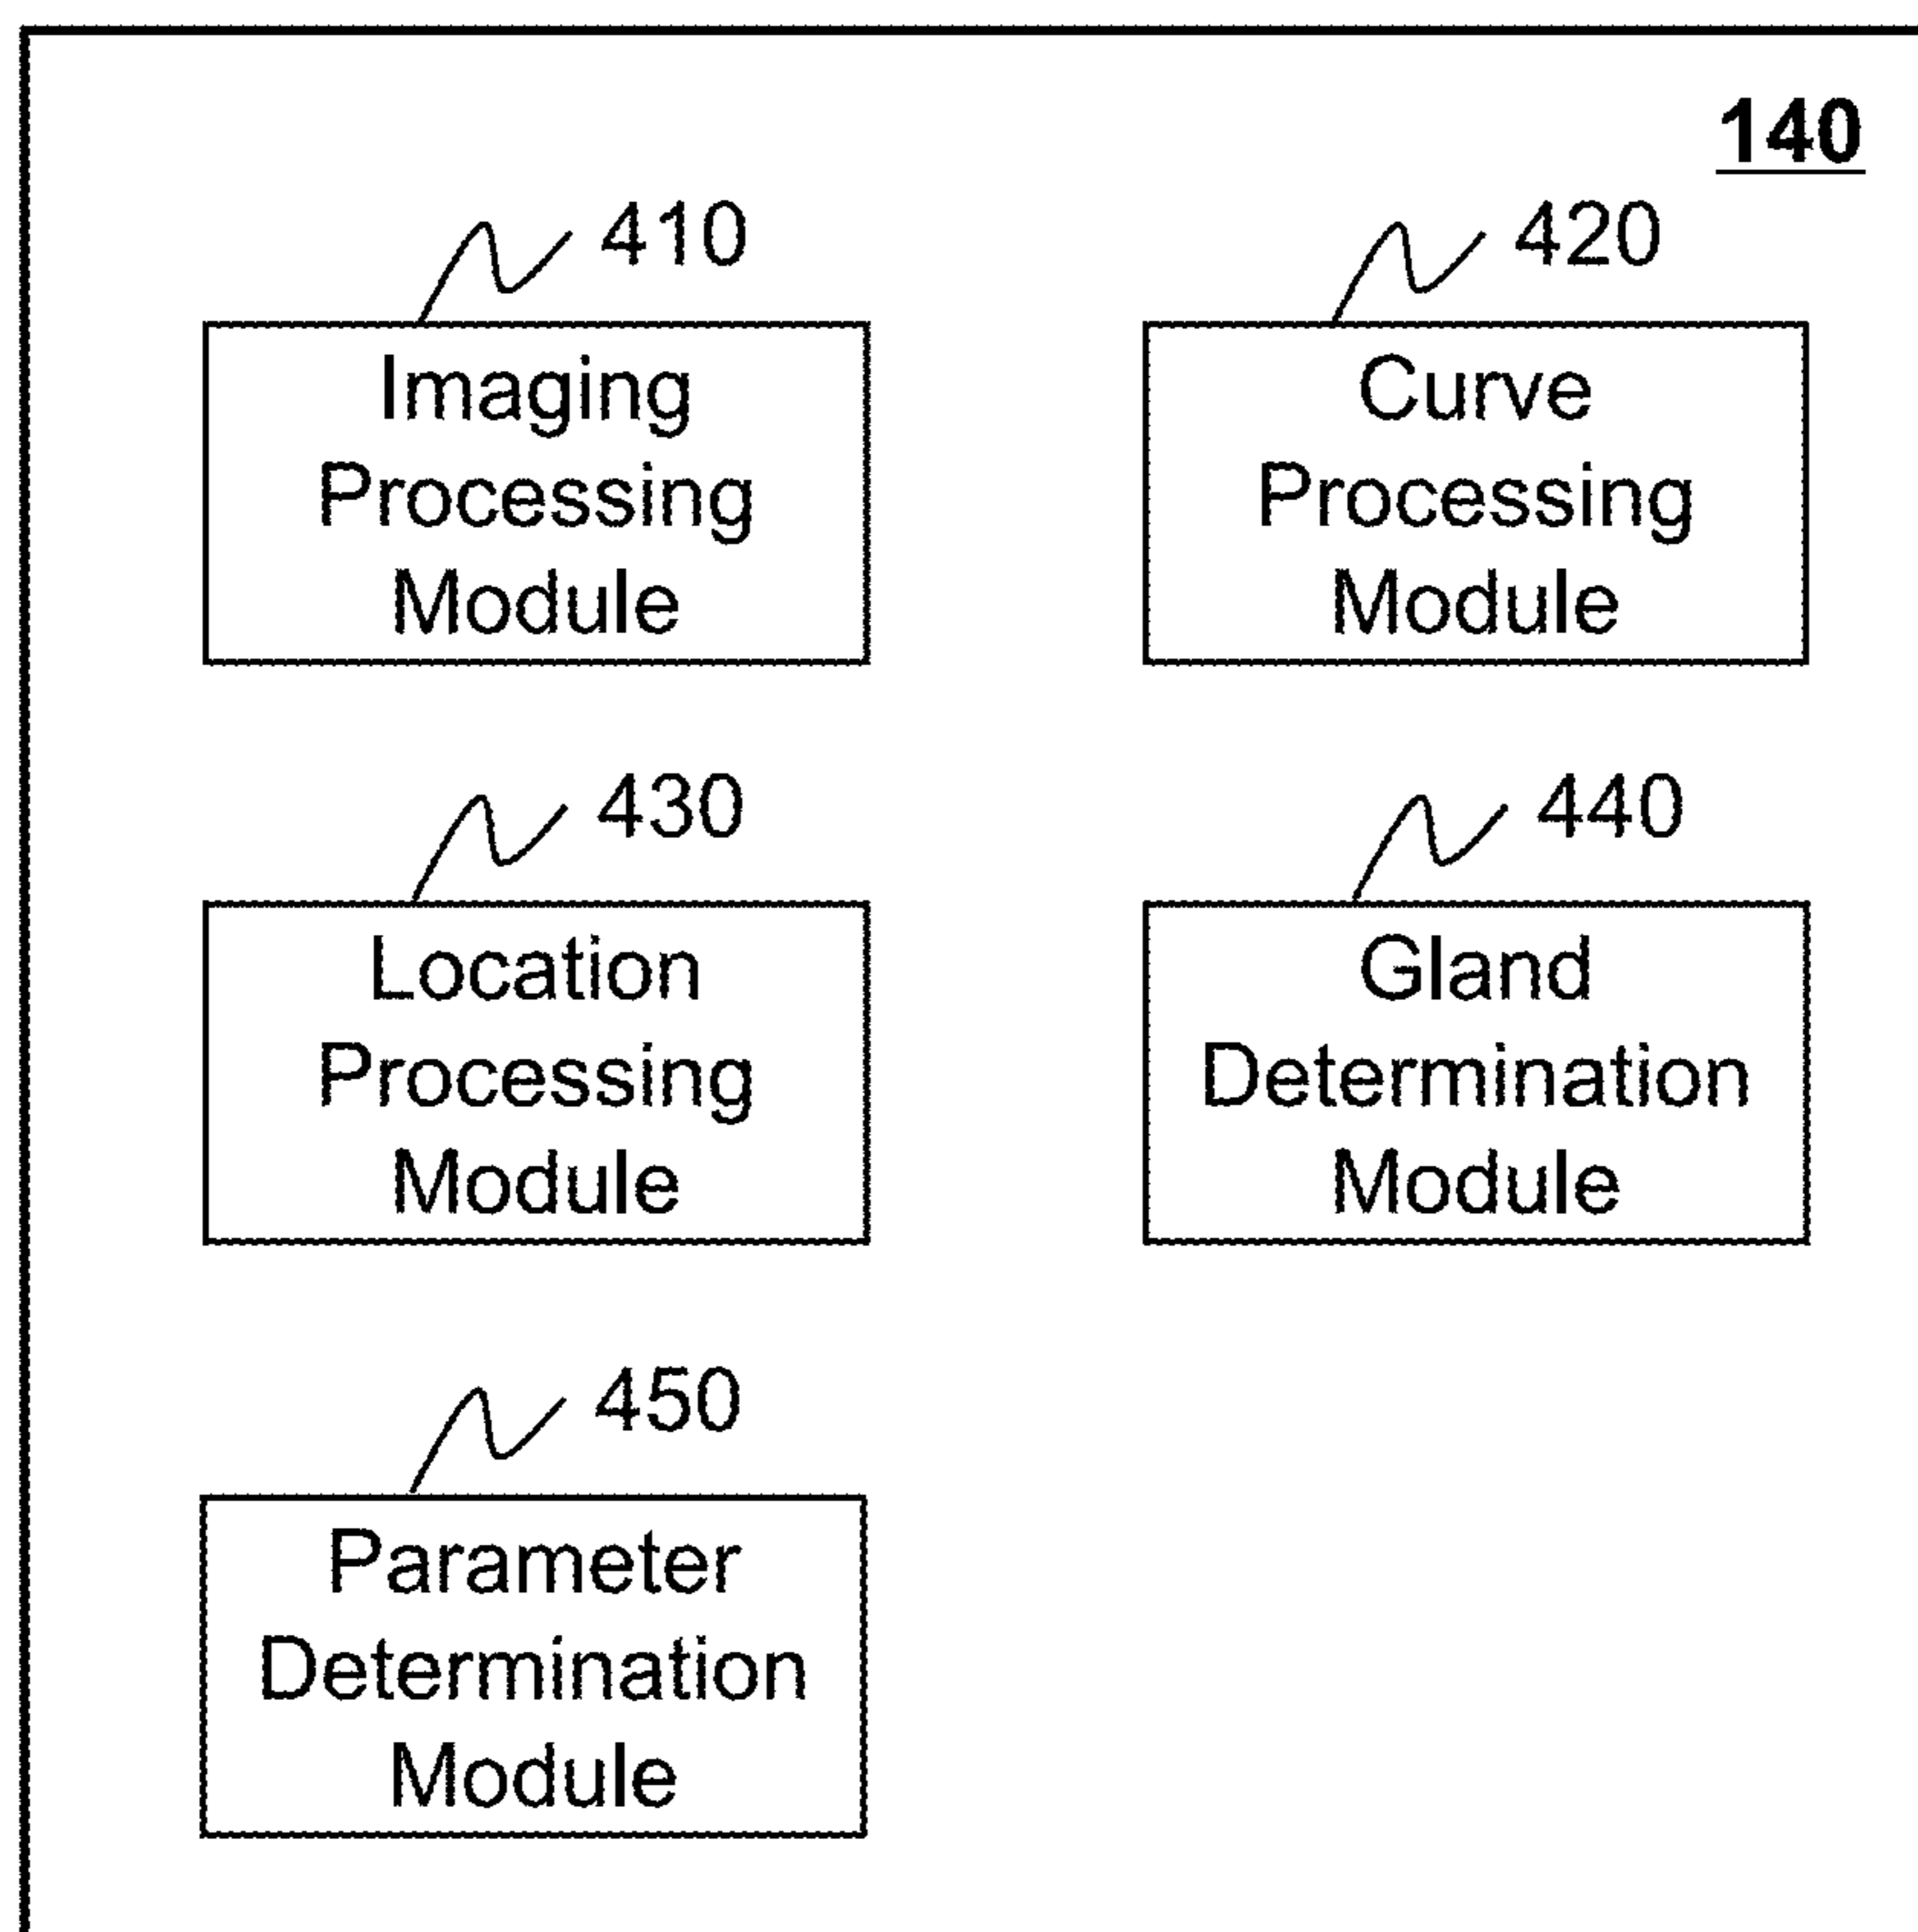 140
410
Imaging
Processing
Module
420
Curve
Processing
Module
430
Location
Processing
Module
440
Gland
Determination
Module
450
Parameter
Determination
Module